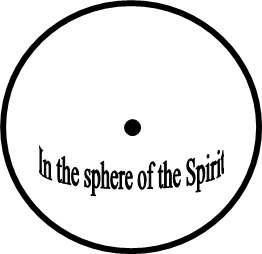 In the sphere of the Spirit